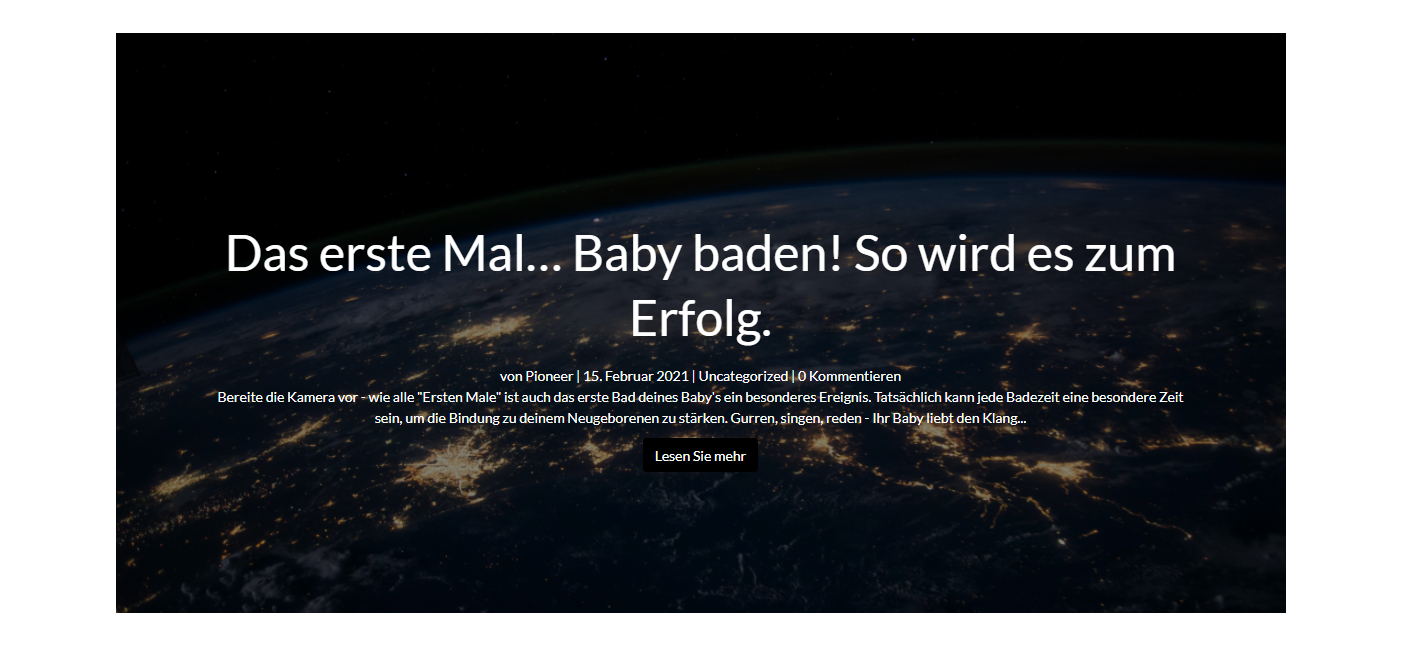 Das erste Mal… Baby baden! So wird es zum
Erfolg.
von Pioneer | 15. Februar 2021 | Uncategorized | 0 Kommentieren
Bereite die Kamera vor - wie alle "Ersten Male" ist auch das erste Bad deines Baby's ein besonderes Ereignis. Tatsächlich kann jede Badezeit eine besondere Zeit
sein, um die Bindung zu deinem Neugeborenen zu stärken. Gurren, singen, reden - Ihr Baby liebt den Klang...
Lesen Sie mehr